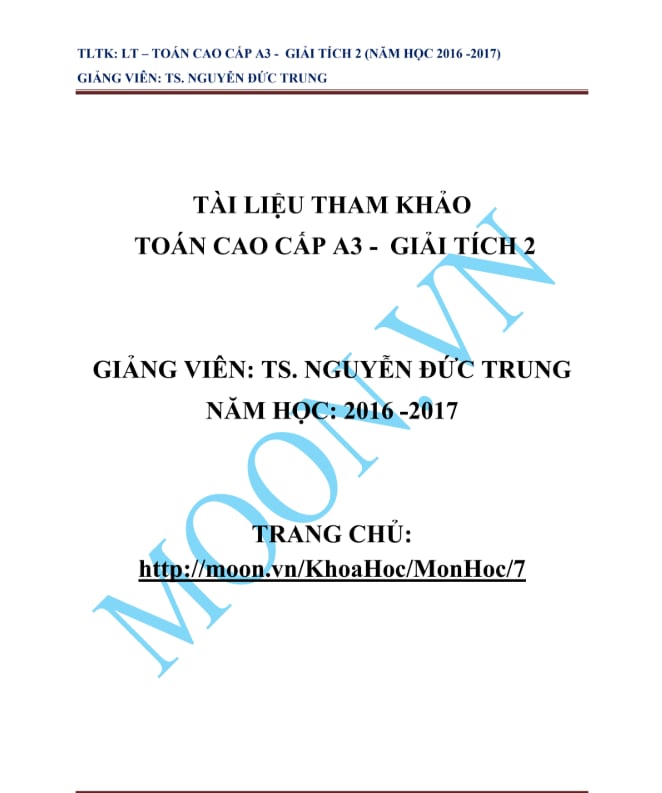 TLTK: LT – TOÁN CAO CẤP A3 - GIẢI TÍCH 2 (NĂM HỌC 2016 -2017)
GIẢNG VIÊN: TS. NGUYỄN ĐỨC TRUNG
TÀI LIỆU THAM KHẢO
TOÁN CAO CẤP A3 - GIẢI TÍCH 2
GIẢNG VIÊN: TS. NGUYỄN ĐỨC TRUNG
NĂM HỌC: 2016 -2017
TRANG CHỦ:
http://moon.vn/KhoaHoc/MonHoc/7
MOON.VN